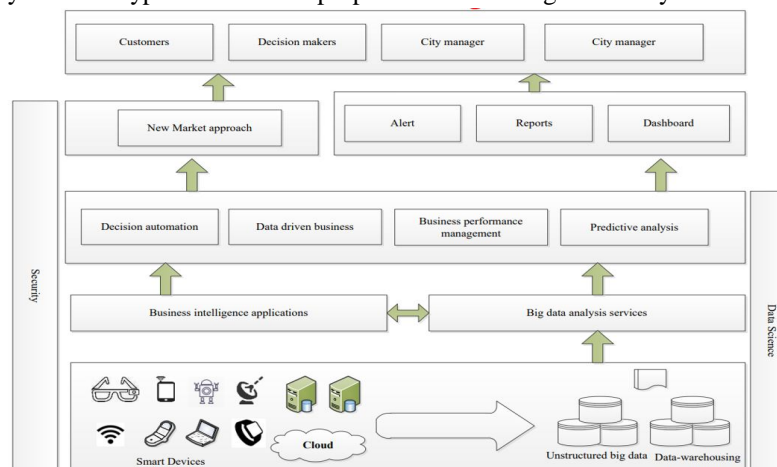 Customers
Decision makers
City manager
City manager
New Market approach
Alert
Reports
Dashboard
Decision automation
Data driven business
Business performance
management
Predictive analysis
Security
Data Science
Business intelligence applications
Big data analysis services
Cloud
Smart Devices
Unstructured big data
Data-warehousing